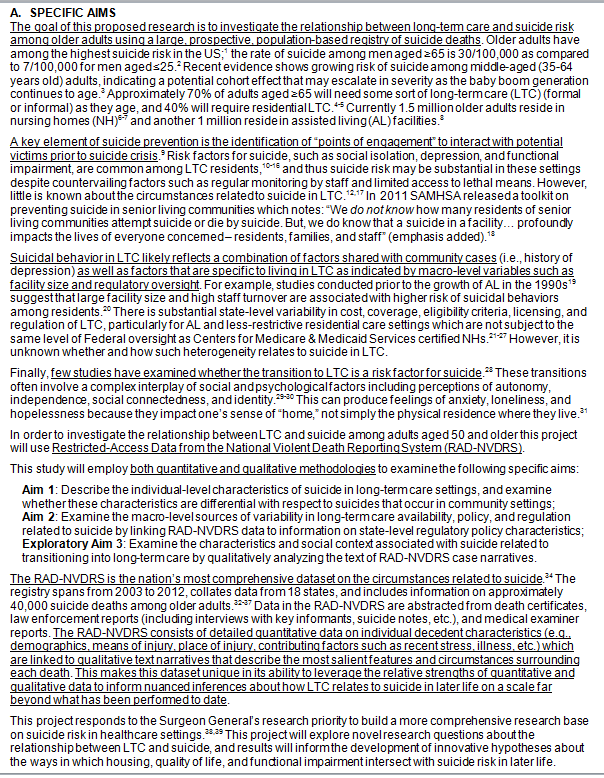 A. SPECIFIC AIMS
The goal of this proposed research is to investigate the relationship between long-term care and suicide risk
among older adults using a large, prospective, population-based registry of suicide deaths. Older adults have
among the highest suicide risk in the US;¹ the rate of suicide among men aged ≥65 is 30/100,000 as compared
to 7/100,000 for men aged ≤25.² Recent evidence shows growing risk of suicide among middle-aged (35-64
years old) adults, indicating a potential cohort effect that may escalate in severity as the baby boom generation
continues to age.³ Approximately 70% of adults aged ≥65 will need some sort of long-term care (LTC) (formal
or informal) as they age, and 40% will require residential LTC.⁴⁻⁵ Currently 1.5 million older adults reside in
nursing homes (NH)⁶⁻⁷ and another 1 million reside in assisted living (AL) facilities.⁸
A key element of suicide prevention is the identification of “points of engagement” to interact with potential
victims prior to suicide crisis.⁹ Risk factors for suicide, such as social isolation, depression, and functional
impairment, are common among LTC residents,¹⁰⁻¹⁶ and thus suicide risk may be substantial in these settings
despite countervailing factors such as regular monitoring by staff and limited access to lethal means. However,
little is known about the circumstances related to suicide in LTC.¹²,¹⁷ In 2011 SAMHSA released a toolkit on
preventing suicide in senior living communities which notes: “We do not know how many residents of senior
living communities attempt suicide or die by suicide. But, we do know that a suicide in a facility… profoundly
impacts the lives of everyone concerned– residents, families, and staff” (emphasis added).¹⁸
Suicidal behavior in LTC likely reflects a combination of factors shared with community cases (i.e., history of
depression) as well as factors that are specific to living in LTC as indicated by macro-level variables such as
facility size and regulatory oversight. For example, studies conducted prior to the growth of AL in the 1990s¹⁹
suggest that large facility size and high staff turnover are associated with higher risk of suicidal behaviors
among residents.²⁰ There is substantial state-level variability in cost, coverage, eligibility criteria, licensing, and
regulation of LTC, particularly for AL and less-restrictive residential care settings which are not subject to the
same level of Federal oversight as Centers for Medicare & Medicaid Services certified NHs.²¹⁻²⁷ However, it is
unknown whether and how such heterogeneity relates to suicide in LTC.
Finally, few studies have examined whether the transition to LTC is a risk factor for suicide.²⁸ These transitions
often involve a complex interplay of social and psychological factors including perceptions of autonomy,
independence, social connectedness, and identity.²⁹⁻³⁰ This can produce feelings of anxiety, loneliness, and
hopelessness because they impact one’s sense of “home,” not simply the physical residence where they live.³¹
In order to investigate the relationship between LTC and suicide among adults aged 50 and older this project
will use Restricted-Access Data from the National Violent Death Reporting System (RAD-NVDRS).
This study will employ both quantitative and qualitative methodologies to examine the following specific aims:
Aim 1: Describe the individual-level characteristics of suicide in long-term care settings, and examine
whether these characteristics are differential with respect to suicides that occur in community settings;
Aim 2: Examine the macro-level sources of variability in long-term care availability, policy, and regulation
related to suicide by linking RAD-NVDRS data to information on state-level regulatory policy characteristics;
Exploratory Aim 3: Examine the characteristics and social context associated with suicide related to
transitioning into long-term care by qualitatively analyzing the text of RAD-NVDRS case narratives.
The RAD-NVDRS is the nation’s most comprehensive dataset on the circumstances related to suicide.³⁴ The
registry spans from 2003 to 2012, collates data from 18 states, and includes information on approximately
40,000 suicide deaths among older adults.³²⁻³⁷ Data in the RAD-NVDRS are abstracted from death certificates,
law enforcement reports (including interviews with key informants, suicide notes, etc.), and medical examiner
reports. The RAD-NVDRS consists of detailed quantitative data on individual decedent characteristics (e.g.,
demographics, means of injury, place of injury, contributing factors such as recent stress, illness, etc.) which
are linked to qualitative text narratives that describe the most salient features and circumstances surrounding
each death. This makes this dataset unique in its ability to leverage the relative strengths of quantitative and
qualitative data to inform nuanced inferences about how LTC relates to suicide in later life on a scale far
beyond what has been performed to date.
This project responds to the Surgeon General’s research priority to build a more comprehensive research base
on suicide risk in healthcare settings.³⁸,³⁹ This project will explore novel research questions about the
relationship between LTC and suicide, and results will inform the development of innovative hypotheses about
the ways in which housing, quality of life, and functional impairment intersect with suicide risk in later life.